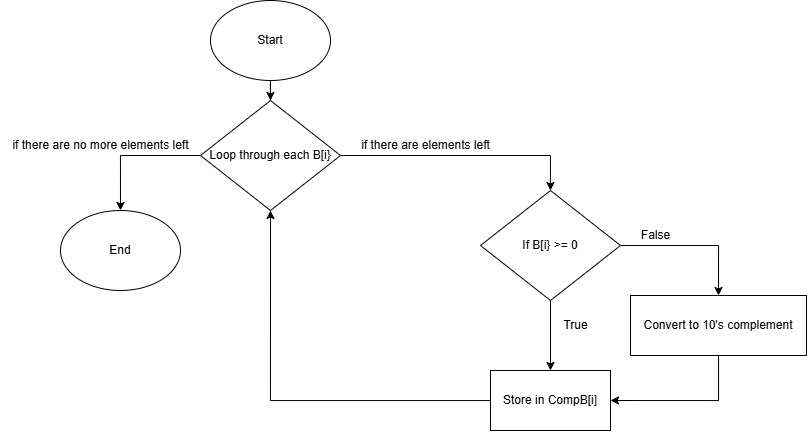 Start
if there are no more elements left
Loop through each B[i}
if there are elements left
End
If B[i} >= 0
False
Convert to 10's complement
True
Store in CompB[i]